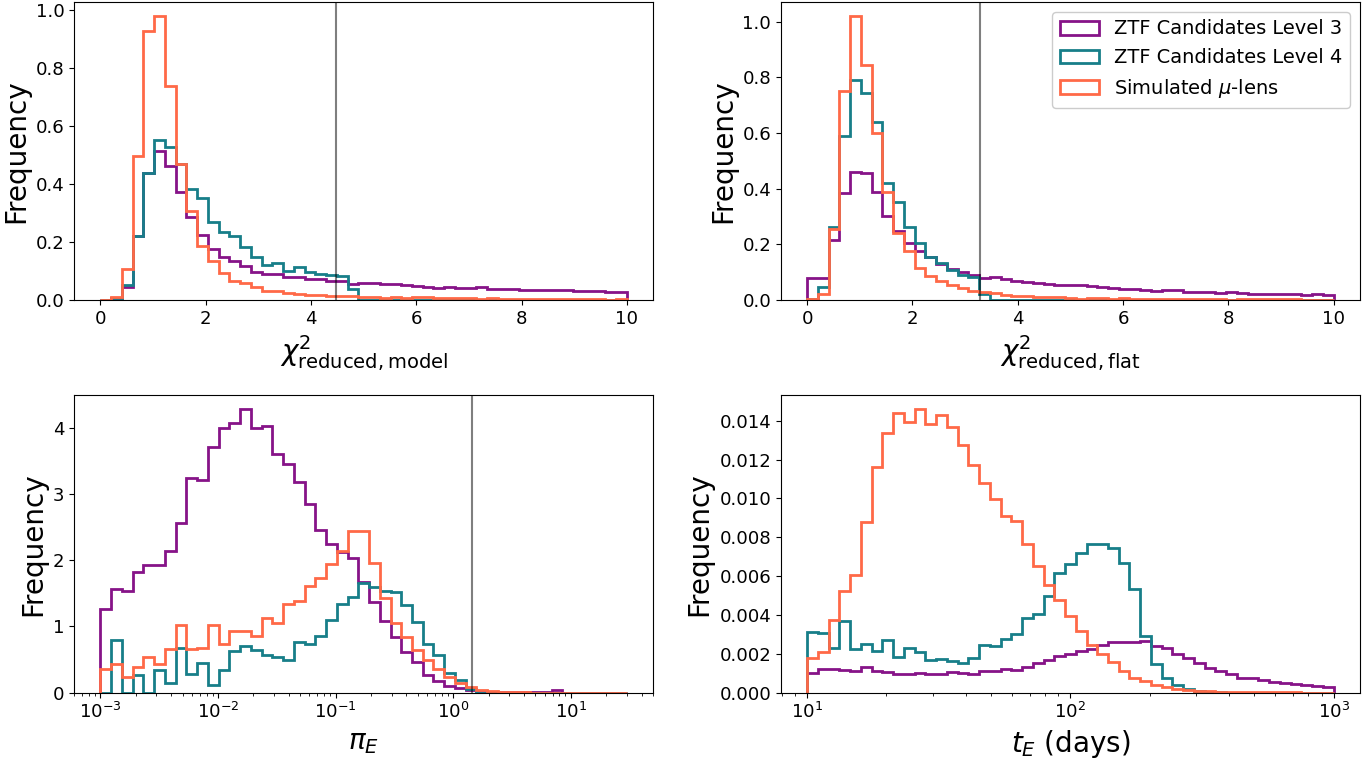 Frequency
1.0
0.8
0.6
0.4
0.2
0.0
0 2 4 6 8 10
χ²reduced, model
Frequency
1.0
0.8
0.6
0.4
0.2
0.0
0 2 4 6 8 10
χ²reduced, flat
ZTF Candidates Level 3
ZTF Candidates Level 4
Simulated μ-lens
Frequency
4
3
2
1
0
10⁻³ 10⁻² 10⁻¹ 10⁰ 10¹
πE
Frequency
0.014
0.012
0.010
0.008
0.006
0.004
0.002
0.000
10¹ 10² 10³
tE (days)